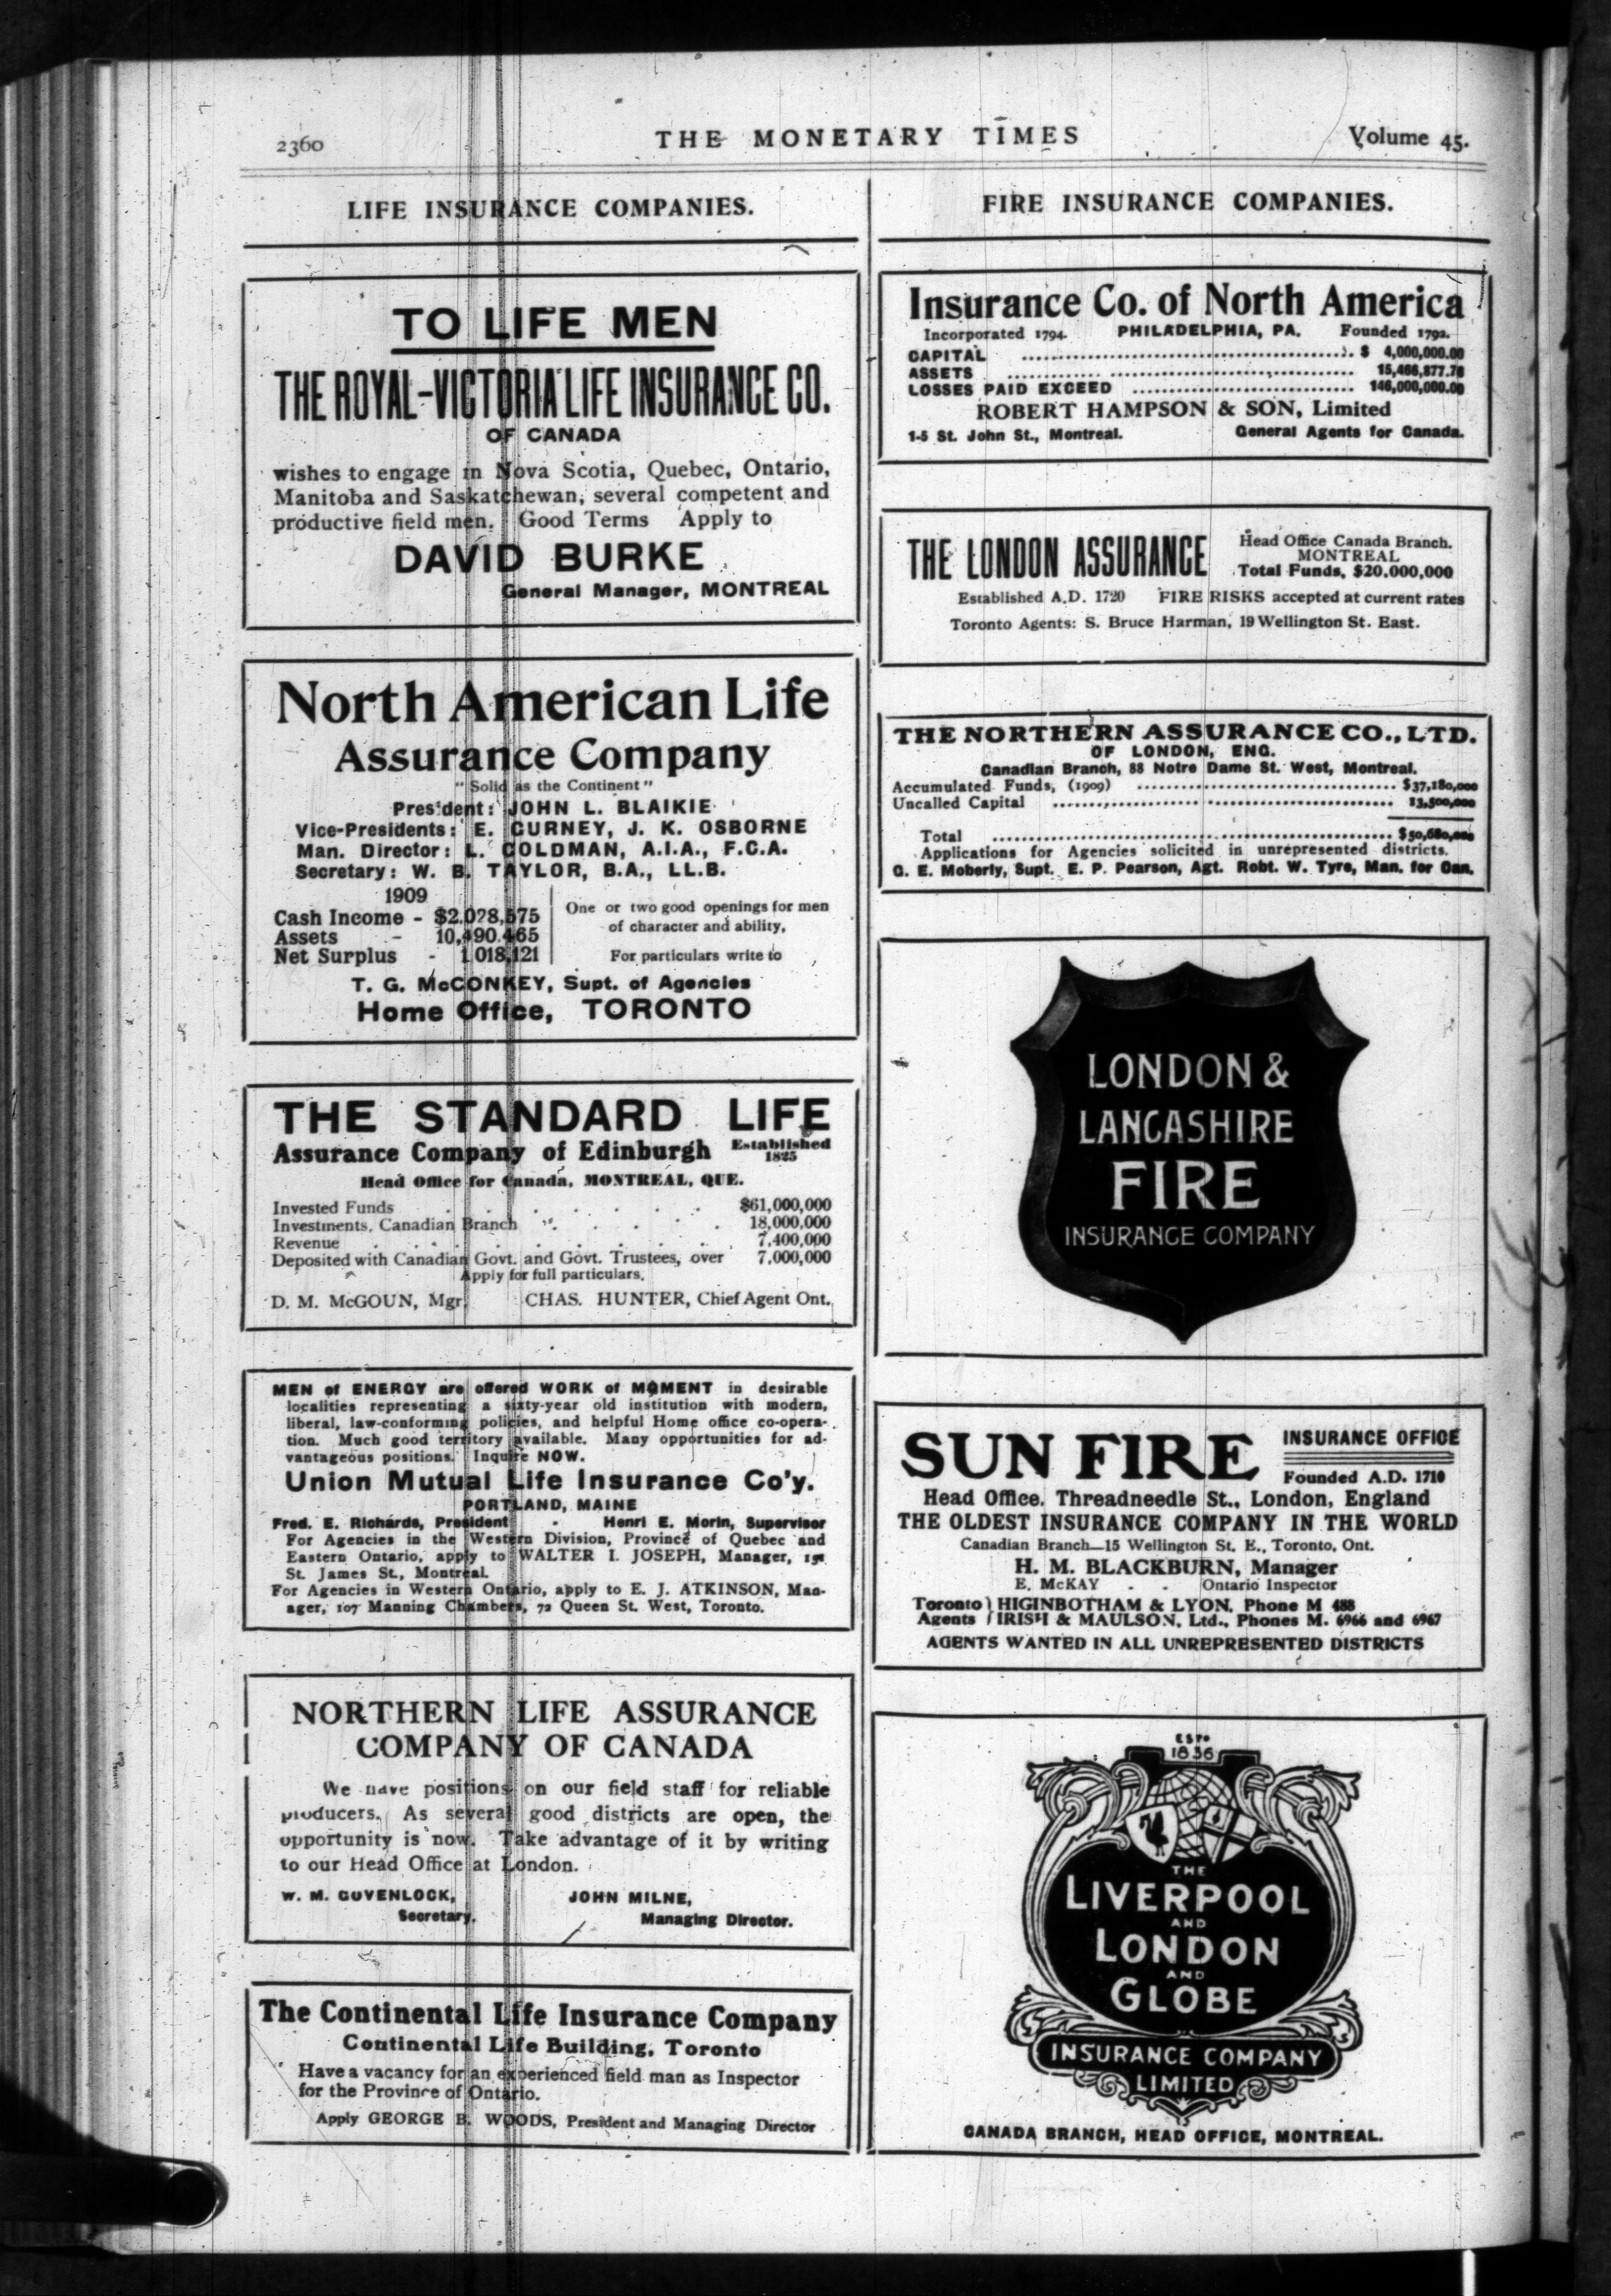 2360
THE MONETARY TIMES
Volume 45.
LIFE INSURANCE COMPANIES.
TO LIFE MEN
THE ROYAL-VICTORIA LIFE INSURANCE CO.
OF CANADA
wishes to engage in Nova Scotia, Quebec, Ontario,
Manitoba and Saskatchewan, several competent and
productive field men. Good Terms Apply to
DAVID BURKE
General Manager, MONTREAL
North American Life
Assurance Company
"Solid as the Continent"
President: JOHN L. BLAIKIE
Vice-Presidents: E. GURNEY, J. K. OSBORNE
Man. Director: L. GOLDMAN, A.I.A., F.C.A.
Secretary: W. B. TAYLOR, B.A., LL.B.
1909
Cash Income - $2,028,575
Assets - 10,490,465
Net Surplus - 1,018,121
One or two good openings for men
of character and ability,
For particulars write to
T. G. McCONKEY, Supt. of Agencies
Home Office, TORONTO
THE STANDARD LIFE
Assurance Company of Edinburgh Established 1825
Head Office for Canada, MONTREAL, QUE.
Invested Funds . . . . . . $61,000,000
Investments, Canadian Branch . . . . 18,000,000
Revenue . . . . . . . 7,400,000
Deposited with Canadian Govt. and Govt. Trustees, over 7,000,000
Apply for full particulars,
D. M. McGOUN, Mgr. CHAS. HUNTER, Chief Agent Ont.
MEN of ENERGY are offered WORK of MOMENT in desirable
localities representing a sixty-year old institution with modern,
liberal, law-conforming policies, and helpful Home office co-opera-
tion. Much good territory available. Many opportunities for ad-
vantageous positions. Inquire NOW.
Union Mutual Life Insurance Co'y.
PORTLAND, MAINE
Fred. E. Richards, President - Henri E. Morin, Supervisor
For Agencies in the Western Division, Province of Quebec and
Eastern Ontario, apply to WALTER I. JOSEPH, Manager, 151
St. James St., Montreal.
For Agencies in Western Ontario, apply to E. J. ATKINSON, Man-
ager, 107 Manning Chambers, 72 Queen St. West, Toronto.
NORTHERN LIFE ASSURANCE
COMPANY OF CANADA
We have positions on our field staff for reliable
producers. As several good districts are open, the
opportunity is now. Take advantage of it by writing
to our Head Office at London.
W. M. GOVENLOCK, JOHN MILNE,
Secretary. Managing Director.
The Continental Life Insurance Company
Continental Life Building, Toronto
Have a vacancy for an experienced field man as Inspector
for the Province of Ontario.
Apply GEORGE B. WOODS, President and Managing Director
FIRE INSURANCE COMPANIES.
Insurance Co. of North America
Incorporated 1794. PHILADELPHIA, PA. Founded 1792.
CAPITAL ........ $ 4,000,000.00
ASSETS ........ 15,466,877.78
LOSSES PAID EXCEED ........ 146,000,000.00
ROBERT HAMPSON & SON, Limited
1-5 St. John St., Montreal. General Agents for Canada.
THE LONDON ASSURANCE
Head Office Canada Branch.
MONTREAL
Total Funds, $20,000,000
Established A.D. 1720 FIRE RISKS accepted at current rates
Toronto Agents: S. Bruce Harman, 19 Wellington St. East.
THE NORTHERN ASSURANCE CO., LTD.
OF LONDON, ENG.
Canadian Branch, 88 Notre Dame St. West, Montreal.
Accumulated Funds, (1909) ........ $37,180,000
Uncalled Capital ........ 13,500,000
Total ........ $50,680,000
Applications for Agencies solicited in unrepresented districts.
G. E. Moberly, Supt. E. P. Pearson, Agt. Robt. W. Tyre, Man. for Can.
LONDON &
LANCASHIRE
FIRE
INSURANCE COMPANY
SUN FIRE INSURANCE OFFICE
Founded A.D. 1710
Head Office, Threadneedle St., London, England
THE OLDEST INSURANCE COMPANY IN THE WORLD
Canadian Branch—15 Wellington St. E., Toronto, Ont.
H. M. BLACKBURN, Manager
E. McKAY - - Ontario Inspector
Toronto } HIGINBOTHAM & LYON, Phone M 488
Agents } IRISH & MAULSON, Ltd., Phones M. 6966 and 6967
AGENTS WANTED IN ALL UNREPRESENTED DISTRICTS
ESTD
1836
THE
LIVERPOOL
AND
LONDON
AND
GLOBE
INSURANCE COMPANY
LIMITED
CANADA BRANCH, HEAD OFFICE, MONTREAL.